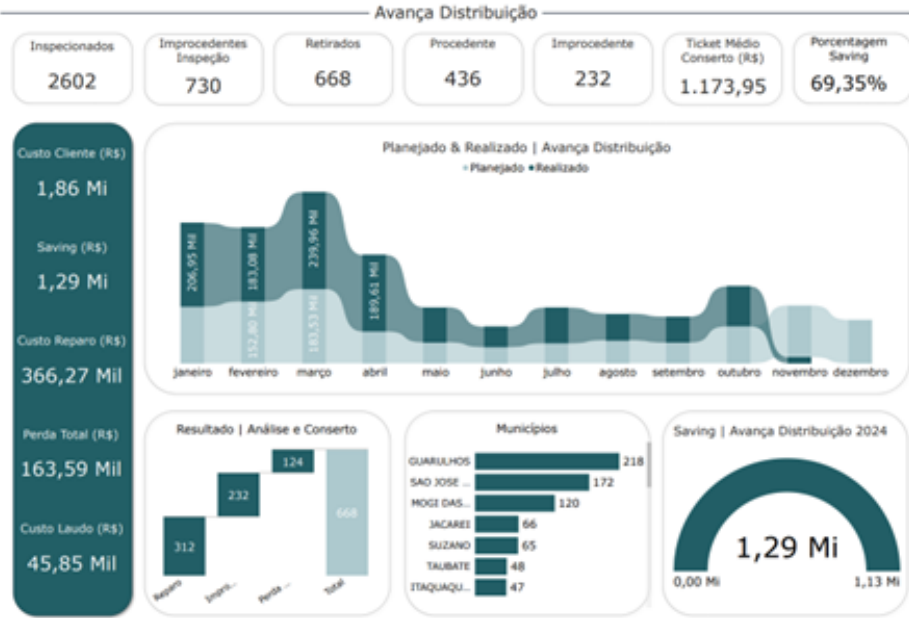 Avança Distribuição
Inspecionados
2602
Improcedentes
Inspeção
730
Retirados
668
Procedente
436
Improcedente
232
Ticket Médio
Conserto (R$)
1.173,95
Porcentagem
Saving
69,35%
Custo Cliente (R$)
1,86 Mi
Saving (R$)
1,29 Mi
Custo Reparo (R$)
366,27 Mil
Perda Total (R$)
163,59 Mil
Custo Laudo (R$)
45,85 Mil
Planejado & Realizado | Avança Distribuição
Planejado Realizado
206,95 Mil
183,08 Mil
152,80 Mil
239,96 Mil
183,53 Mil
189,61 Mil
janeiro fevereiro março abril maio junho julho agosto setembro outubro novembro dezembro
Resultado | Análise e Conserto
312
232
124
668
Reparo Impro... Perda ... Total
Municípios
GUARULHOS 218
SAO JOSE ... 172
MOGI DAS... 120
JACAREI 66
SUZANO 65
TAUBATE 48
ITAQUAQU... 47
Saving | Avança Distribuição 2024
1,29 Mi
0,00 Mi 1,13 Mi